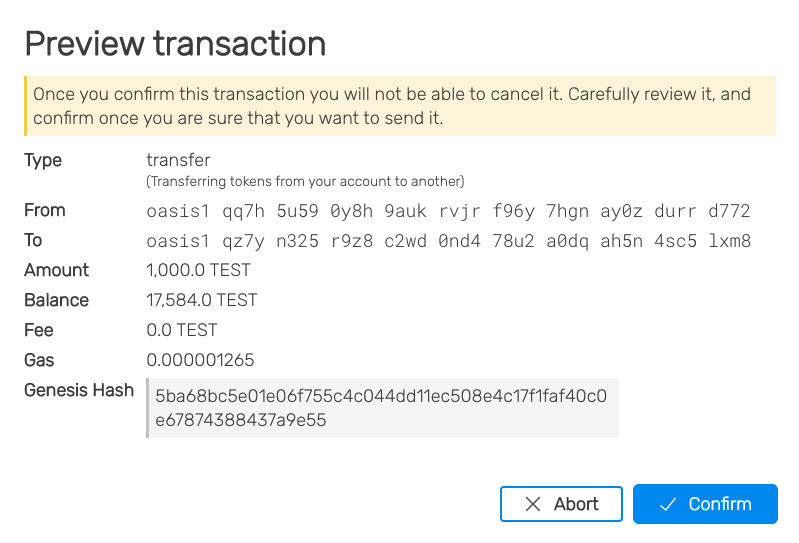 Preview transaction
Once you confirm this transaction you will not be able to cancel it. Carefully review it, and
confirm once you are sure that you want to send it.
Type transfer
(Transferring tokens from your account to another)
From oasis1 qq7h 5u59 0y8h 9auk rvjr f96y 7hgn ay0z durr d772
To oasis1 qz7y n325 r9z8 c2wd 0nd4 78u2 a0dq ah5n 4sc5 lxm8
Amount 1,000.0 TEST
Balance 17,584.0 TEST
Fee 0.0 TEST
Gas 0.000001265
Genesis Hash 5ba68bc5e01e06f755c4c044dd11ec508e4c17f1faf40c0
e67874388437a9e55
Abort Confirm